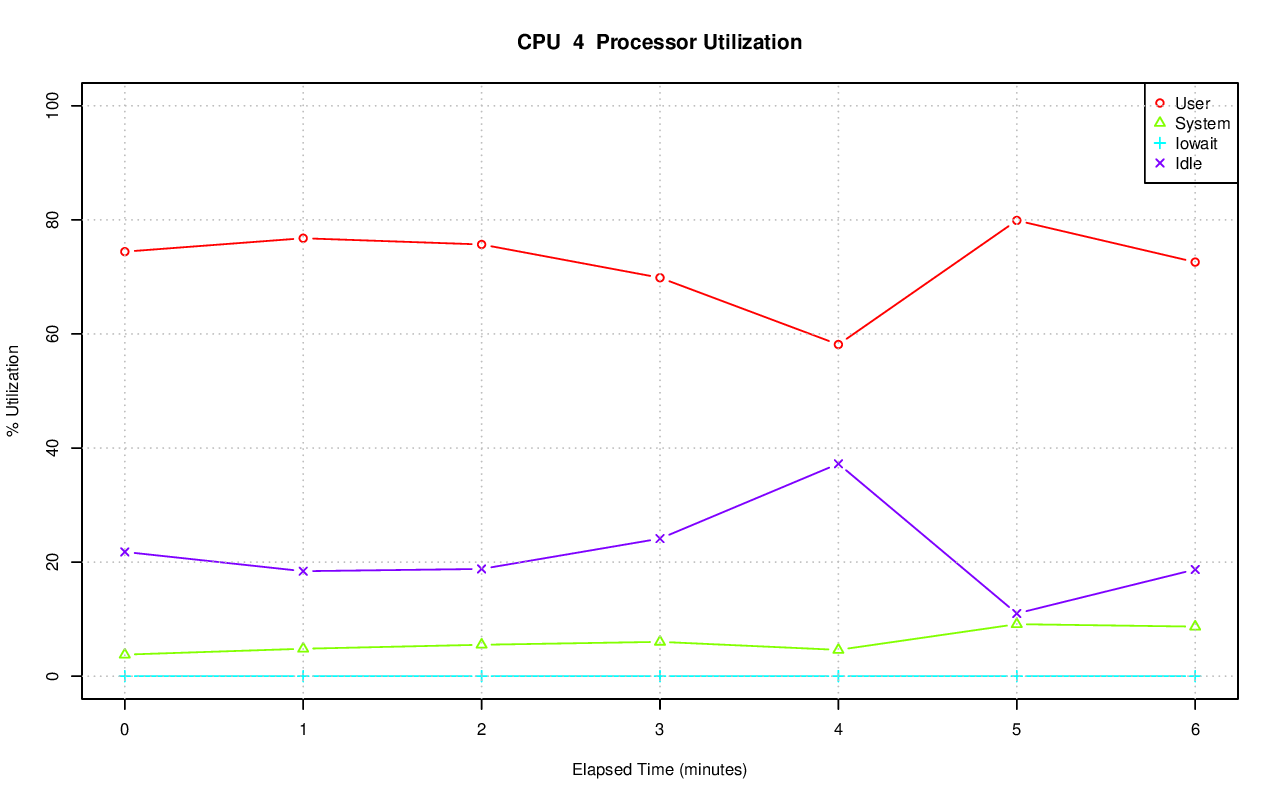 CPU  4  Processor Utilization
User
System
Iowait
Idle
100
80
60
40
20
0
% Utilization
0 1 2 3 4 5 6
Elapsed Time (minutes)